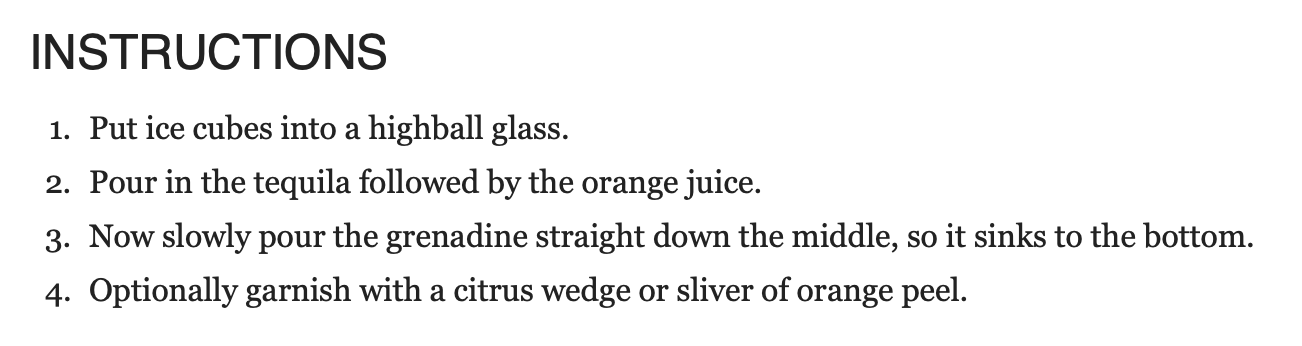 INSTRUCTIONS
1. Put ice cubes into a highball glass.
2. Pour in the tequila followed by the orange juice.
3. Now slowly pour the grenadine straight down the middle, so it sinks to the bottom.
4. Optionally garnish with a citrus wedge or sliver of orange peel.